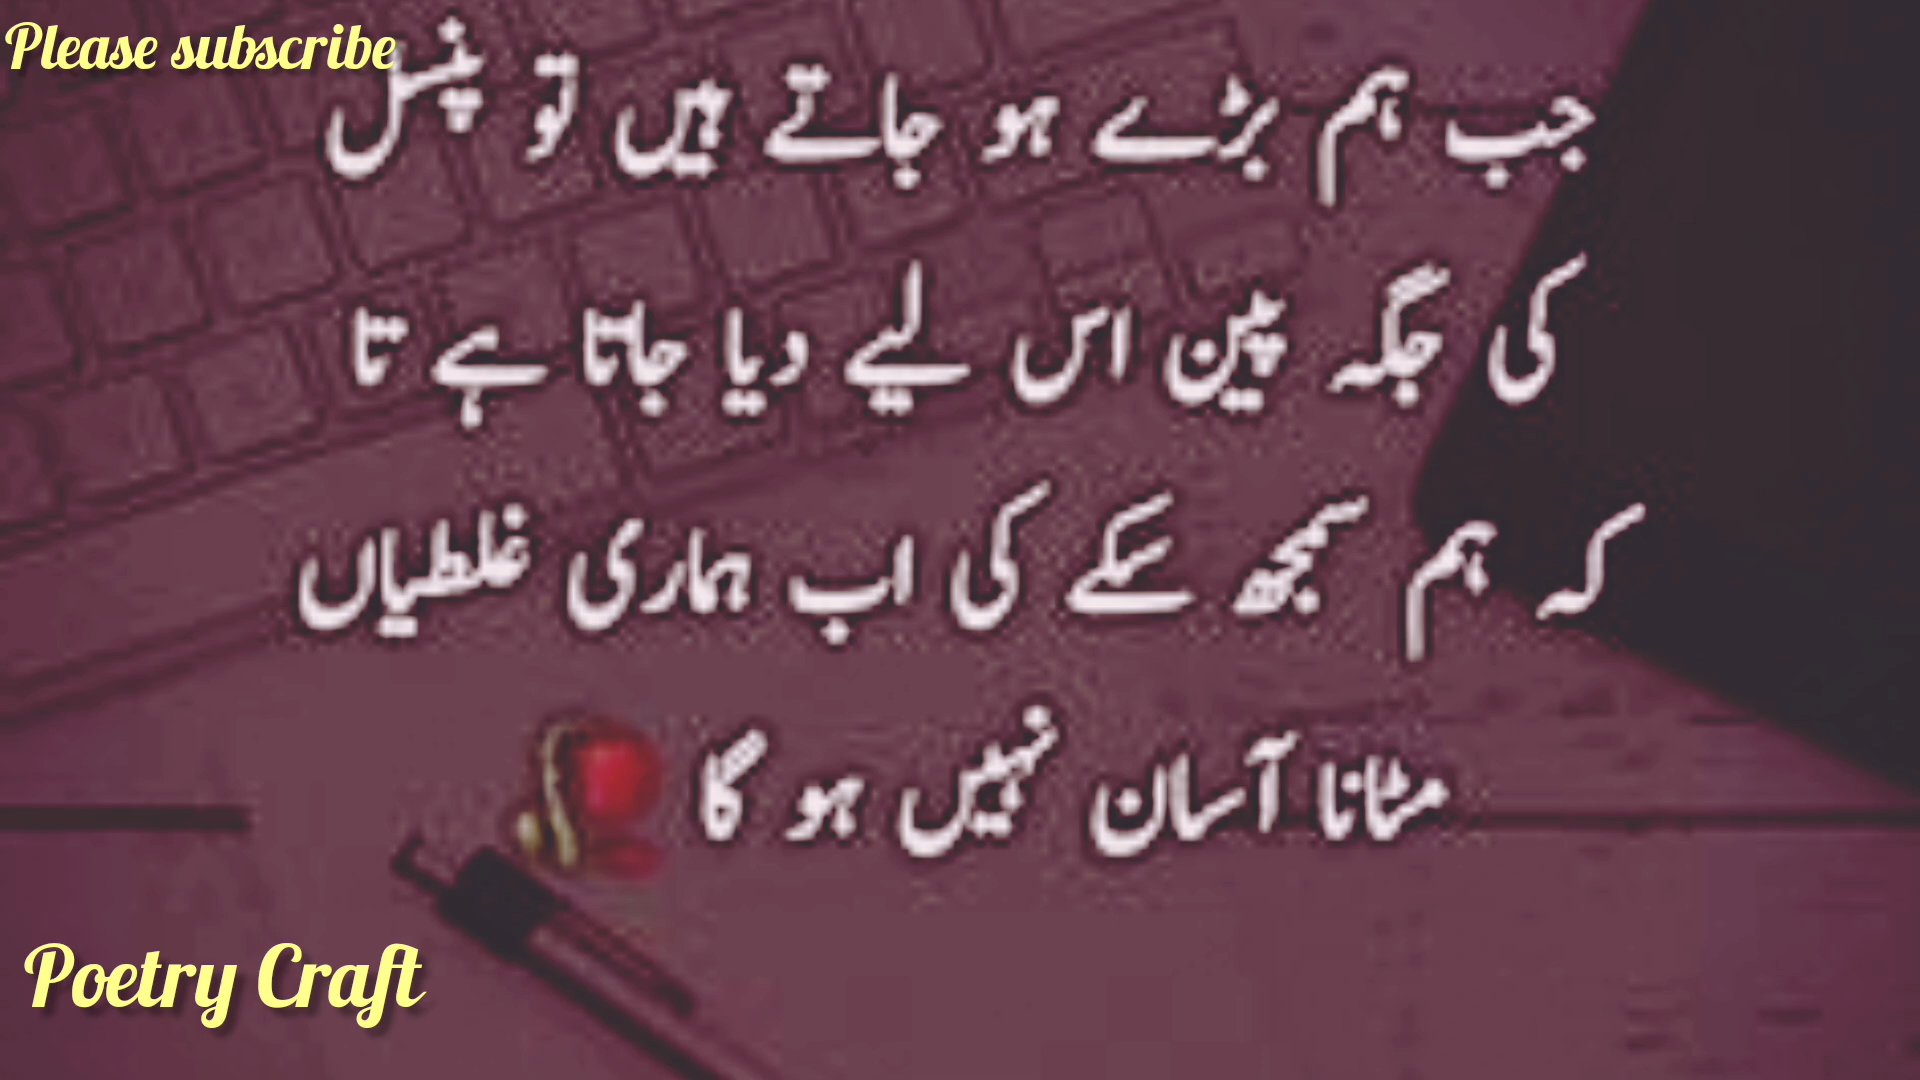 Please subscribe
جب ہم بڑے ہو جاتے ہیں تو پنسل
کی جگہ پین اس لیے دیا جاتا ہے تا
کہ ہم سمجھ سکے کی اب ہماری غلطیاں
مٹانا آسان نہیں ہو گا
Poetry Craft